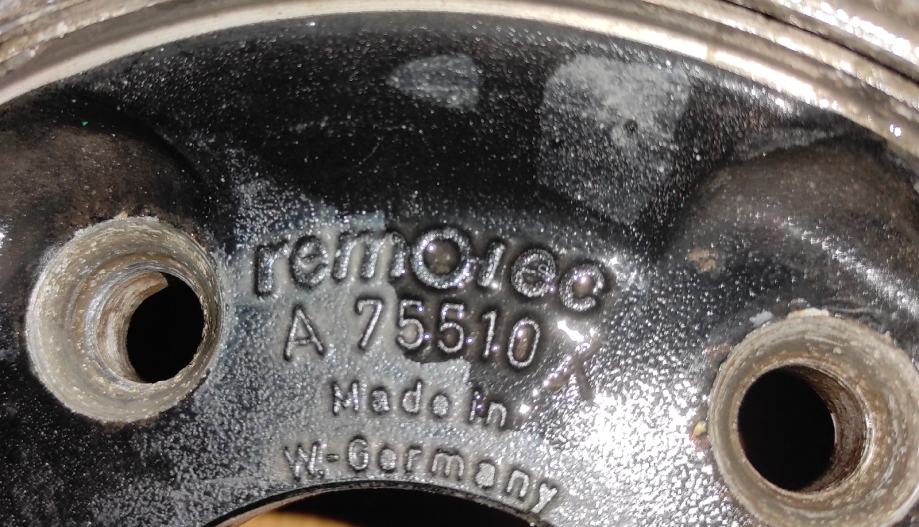 remotec
A 75510 X
Made in
W-Germany